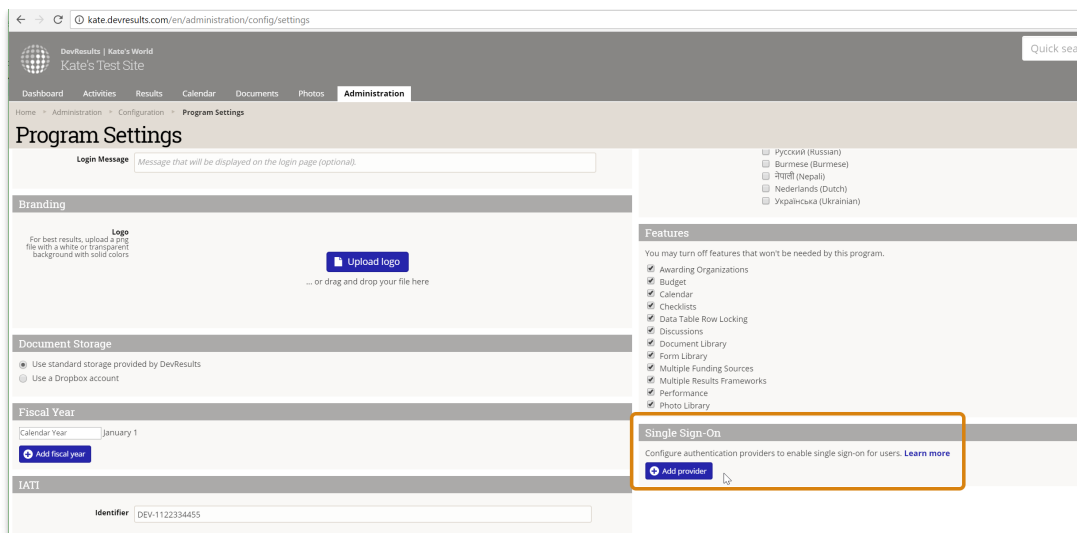 kate.devresults.com/en/administration/config/settings
DevResults | Kate's World
Kate's Test Site
Quick sea
Dashboard Activities Results Calendar Documents Photos Administration
Home Administration Configuration Program Settings
Program Settings
Login Message Message that will be displayed on the login page (optional).
Branding
Logo
For best results, upload a png
file with a white or transparent
background with solid colors
Upload logo
... or drag and drop your file here
Document Storage
Use standard storage provided by DevResults
Use a Dropbox account
Fiscal Year
Calendar Year January 1
Add fiscal year
IATI
Identifier DEV-1122334455
Русский (Russian)
Burmese (Burmese)
नेपाली (Nepali)
Nederlands (Dutch)
Українська (Ukrainian)
Features
You may turn off features that won't be needed by this program.
Awarding Organizations
Budget
Calendar
Checklists
Data Table Row Locking
Discussions
Document Library
Form Library
Multiple Funding Sources
Multiple Results Frameworks
Performance
Photo Library
Single Sign-On
Configure authentication providers to enable single sign-on for users. Learn more
Add provider